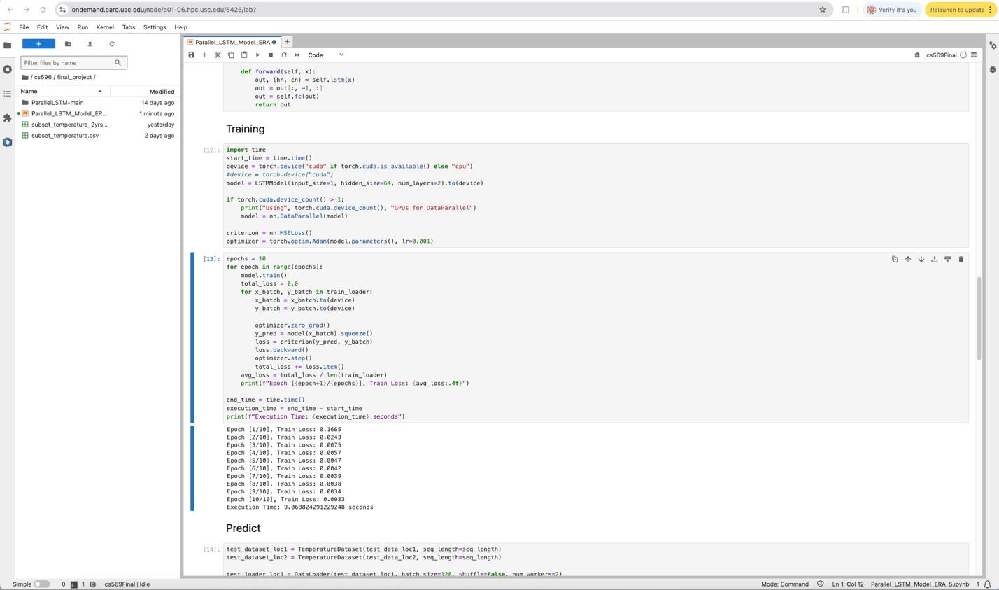 ondemand.carc.usc.edu/node/b01-06.hpc.usc.edu/5425/lab?
Verify it's you
Relaunch to update
File Edit View Run Kernel Tabs Settings Help
Parallel_LSTM_Model_ERA
Code
cs569Final
Filter files by name
/ cs596 / final_project /
Name Modified
ParallelLSTM-main 14 days ago
Parallel_LSTM_Model_ER... 1 minute ago
subset_temperature_2yrs... yesterday
subset_temperature.csv 2 days ago
def forward(self, x):
out, (hn, cn) = self.lstm(x)
out = out[:, -1, :]
out = self.fc(out)
return out
Training
[12]:
import time
start_time = time.time()
device = torch.device("cuda" if torch.cuda.is_available() else "cpu")
#device = torch.device("cuda")
model = LSTMModel(input_size=1, hidden_size=64, num_layers=2).to(device)
if torch.cuda.device_count() > 1:
print("Using", torch.cuda.device_count(), "GPUs for DataParallel")
model = nn.DataParallel(model)
criterion = nn.MSELoss()
optimizer = torch.optim.Adam(model.parameters(), lr=0.001)
[13]:
epochs = 10
for epoch in range(epochs):
model.train()
total_loss = 0.0
for x_batch, y_batch in train_loader:
x_batch = x_batch.to(device)
y_batch = y_batch.to(device)
optimizer.zero_grad()
y_pred = model(x_batch).squeeze()
loss = criterion(y_pred, y_batch)
loss.backward()
optimizer.step()
total_loss += loss.item()
avg_loss = total_loss / len(train_loader)
print(f"Epoch [{epoch+1}/{epochs}], Train Loss: {avg_loss:.4f}")
end_time = time.time()
execution_time = end_time - start_time
print(f"Execution Time: {execution_time} seconds")
Epoch [1/10], Train Loss: 0.1665
Epoch [2/10], Train Loss: 0.0243
Epoch [3/10], Train Loss: 0.0075
Epoch [4/10], Train Loss: 0.0057
Epoch [5/10], Train Loss: 0.0047
Epoch [6/10], Train Loss: 0.0042
Epoch [7/10], Train Loss: 0.0039
Epoch [8/10], Train Loss: 0.0038
Epoch [9/10], Train Loss: 0.0034
Epoch [10/10], Train Loss: 0.0033
Execution Time: 9.068824291229248 seconds
Predict
[14]:
test_dataset_loc1 = TemperatureDataset(test_data_loc1, seq_length=seq_length)
test_dataset_loc2 = TemperatureDataset(test_data_loc2, seq_length=seq_length)
test_loader_loc1 = DataLoader(test_dataset_loc1, batch_size=128, shuffle=False, num_workers=2)
Simple 0 1 cs569Final | Idle Mode: Command Ln 1, Col 12 Parallel_LSTM_Model_ERA_5.ipynb 1